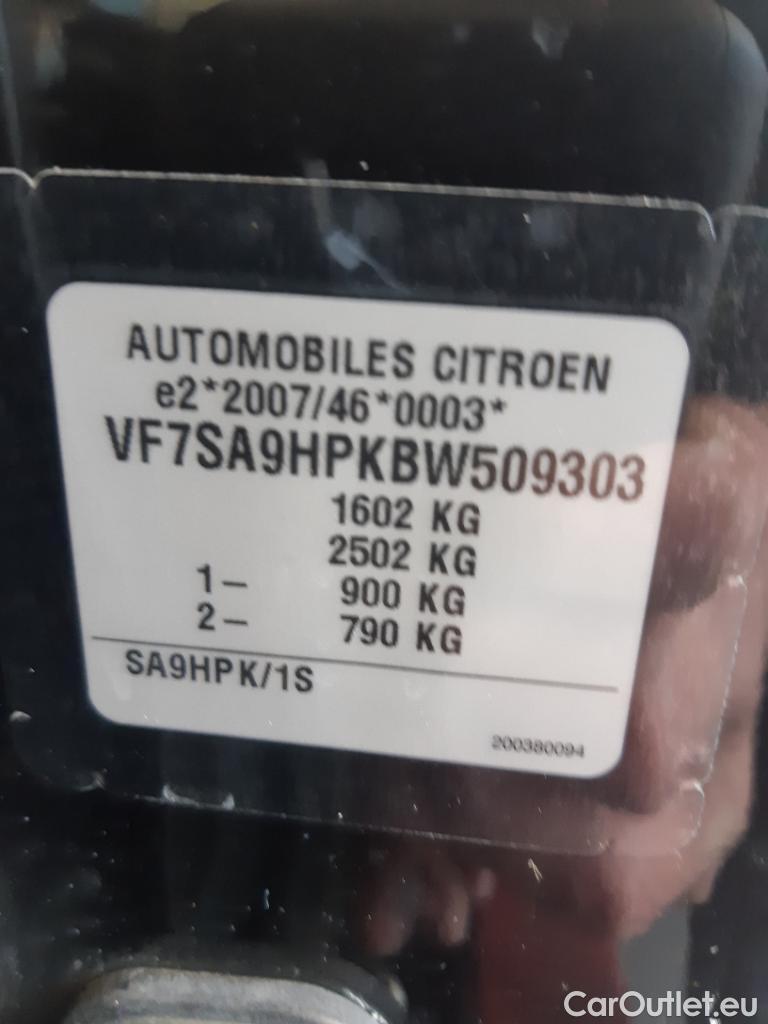 AUTOMOBILES CITROEN
e2*2007/46*0003*
VF7SA9HPKBW509303
1602 KG
2502 KG
1- 900 KG
2- 790 KG
SA9HPK/1S
200380094
CarOutlet.eu